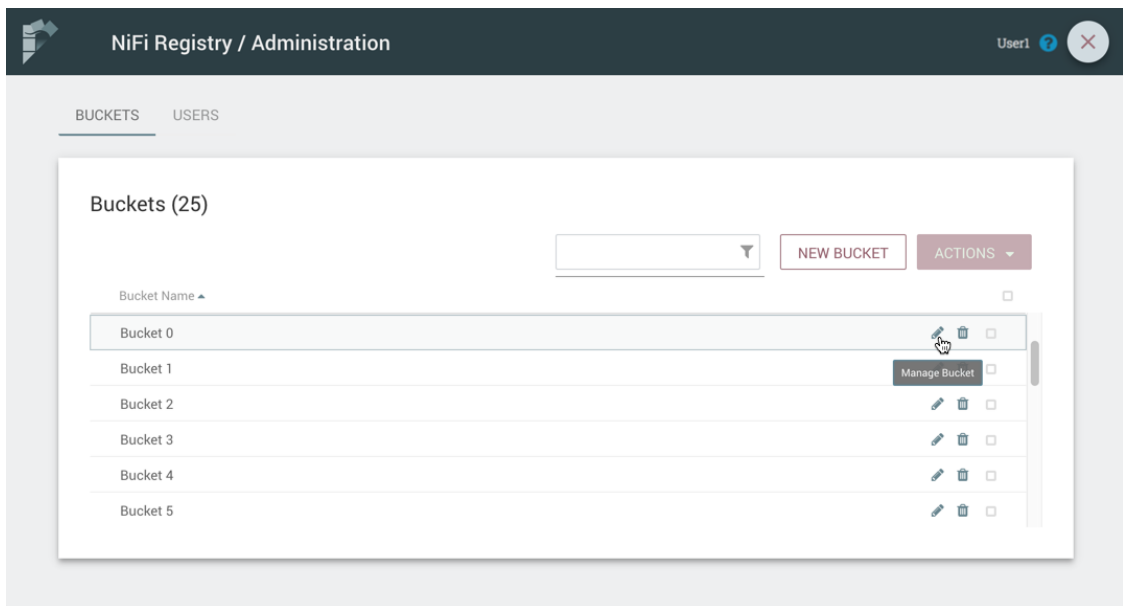 NiFi Registry / Administration
User1 ?
BUCKETS USERS
Buckets (25)
NEW BUCKET ACTIONS
Bucket Name
Bucket 0
Bucket 1
Manage Bucket
Bucket 2
Bucket 3
Bucket 4
Bucket 5